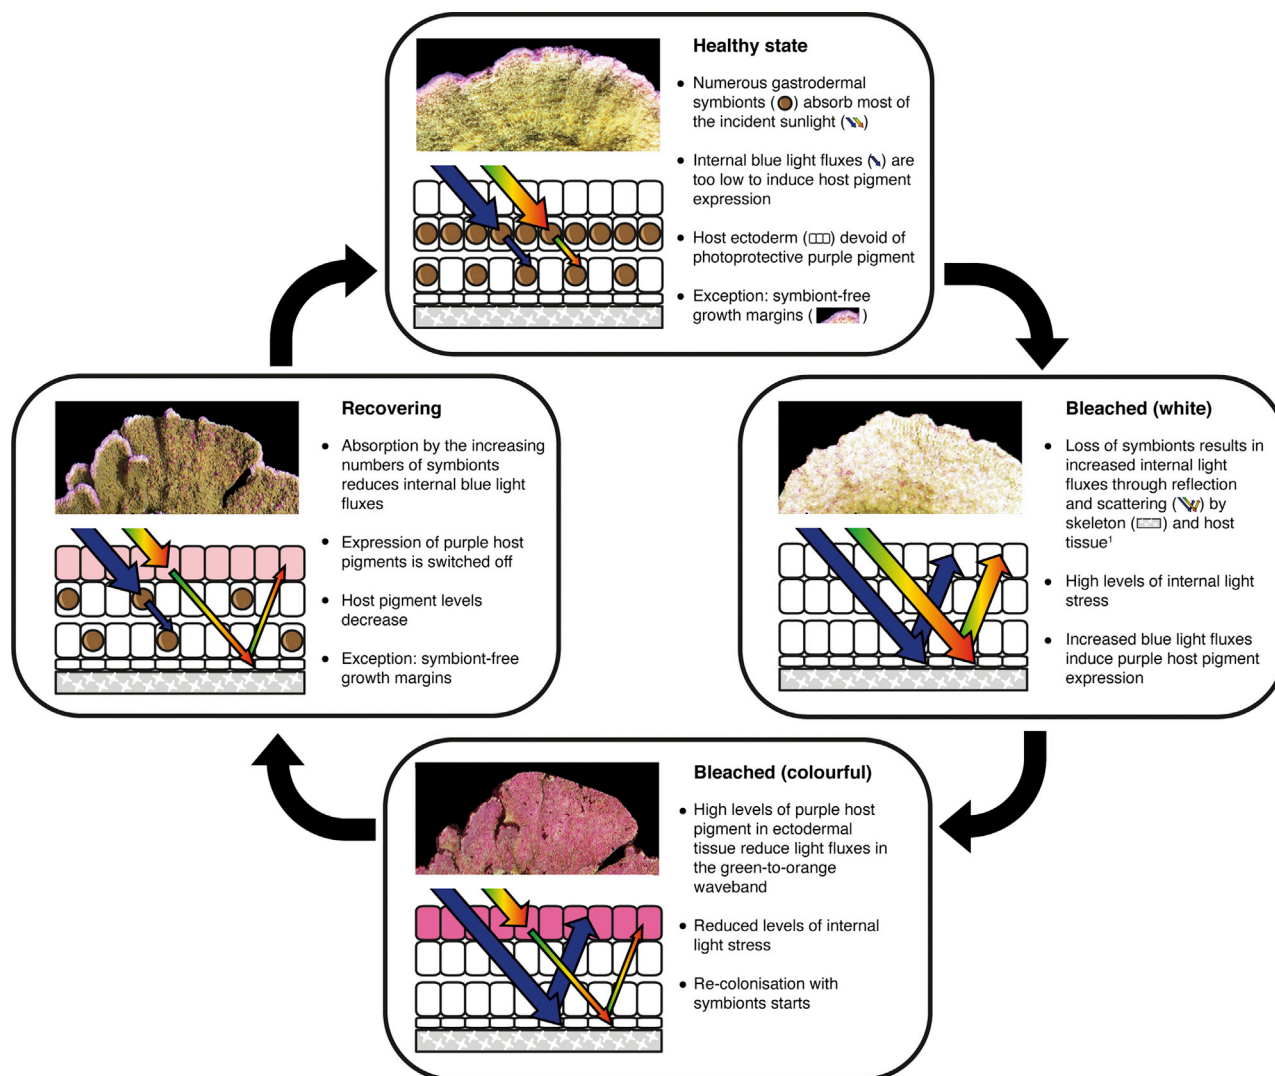 Healthy state
• Numerous gastrodermal
symbionts ( ) absorb most of
the incident sunlight ( )
• Internal blue light fluxes ( ) are
too low to induce host pigment
expression
• Host ectoderm ( ) devoid of
photoprotective purple pigment
• Exception: symbiont-free
growth margins ( )
Recovering
• Absorption by the increasing
numbers of symbionts
reduces internal blue light
fluxes
• Expression of purple host
pigments is switched off
• Host pigment levels
decrease
• Exception: symbiont-free
growth margins
Bleached (white)
• Loss of symbionts results in
increased internal light
fluxes through reflection
and scattering ( ) by
skeleton ( ) and host
tissue¹
• High levels of internal light
stress
• Increased blue light fluxes
induce purple host pigment
expression
Bleached (colourful)
• High levels of purple host
pigment in ectodermal
tissue reduce light fluxes in
the green-to-orange
waveband
• Reduced levels of internal
light stress
• Re-colonisation with
symbionts starts